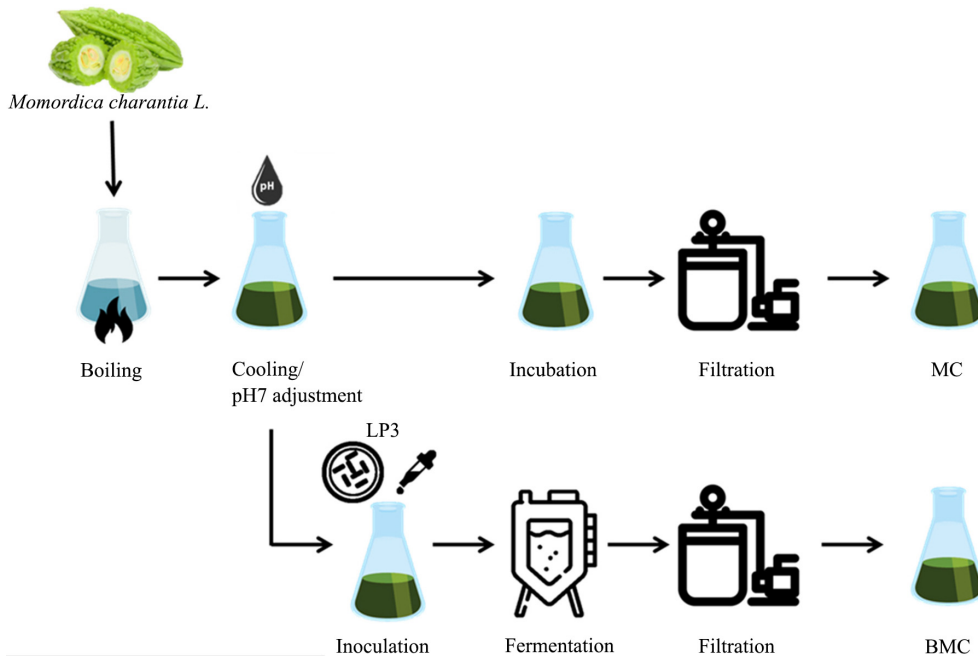 Momordica charantia L.
pH
Boiling
Cooling/
pH7 adjustment
Incubation
Filtration
MC
LP3
Inoculation
Fermentation
Filtration
BMC